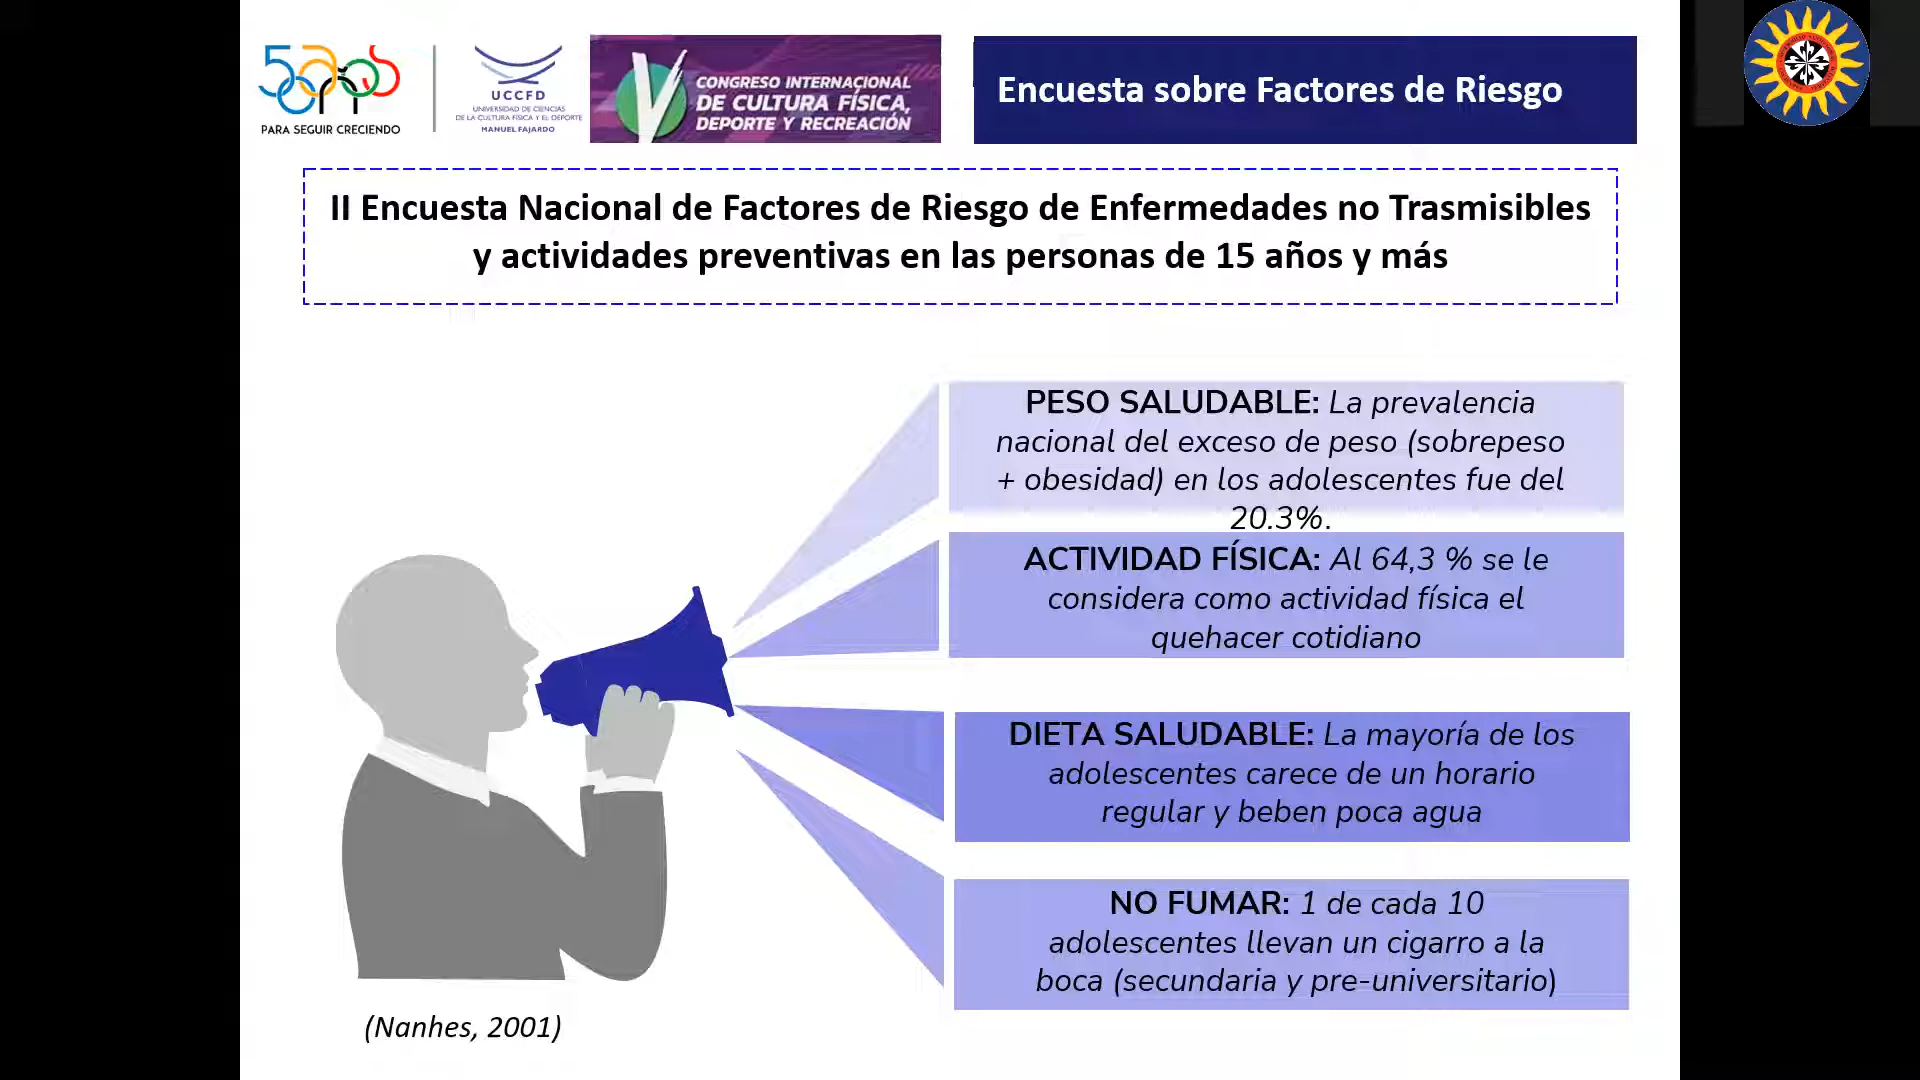 50 AÑOS
PARA SEGUIR CRECIENDO
UCCFD
UNIVERSIDAD DE CIENCIAS
DE LA CULTURA FÍSICA Y EL DEPORTE
MANUEL FAJARDO
V
CONGRESO INTERNACIONAL
DE CULTURA FÍSICA,
DEPORTE Y RECREACIÓN
Encuesta sobre Factores de Riesgo
II Encuesta Nacional de Factores de Riesgo de Enfermedades no Trasmisibles
y actividades preventivas en las personas de 15 años y más
PESO SALUDABLE: La prevalencia
nacional del exceso de peso (sobrepeso
+ obesidad) en los adolescentes fue del
20.3%.
ACTIVIDAD FÍSICA: Al 64,3 % se le
considera como actividad física el
quehacer cotidiano
DIETA SALUDABLE: La mayoría de los
adolescentes carece de un horario
regular y beben poca agua
NO FUMAR: 1 de cada 10
adolescentes llevan un cigarro a la
boca (secundaria y pre-universitario)
(Nanhes, 2001)